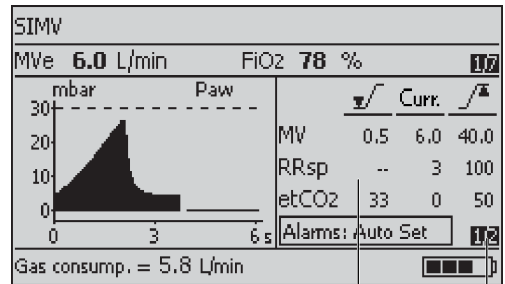 SIMV
MVe 6.0 L/min FiO2 78 % 1/7
mbar Paw
30
20
10
0
0 3 6 s
Curr.
MV 0.5 6.0 40.0
RRsp -- 3 100
etCO2 33 0 50
Alarms: Auto Set 1/2
Gas consump. = 5.8 L/min